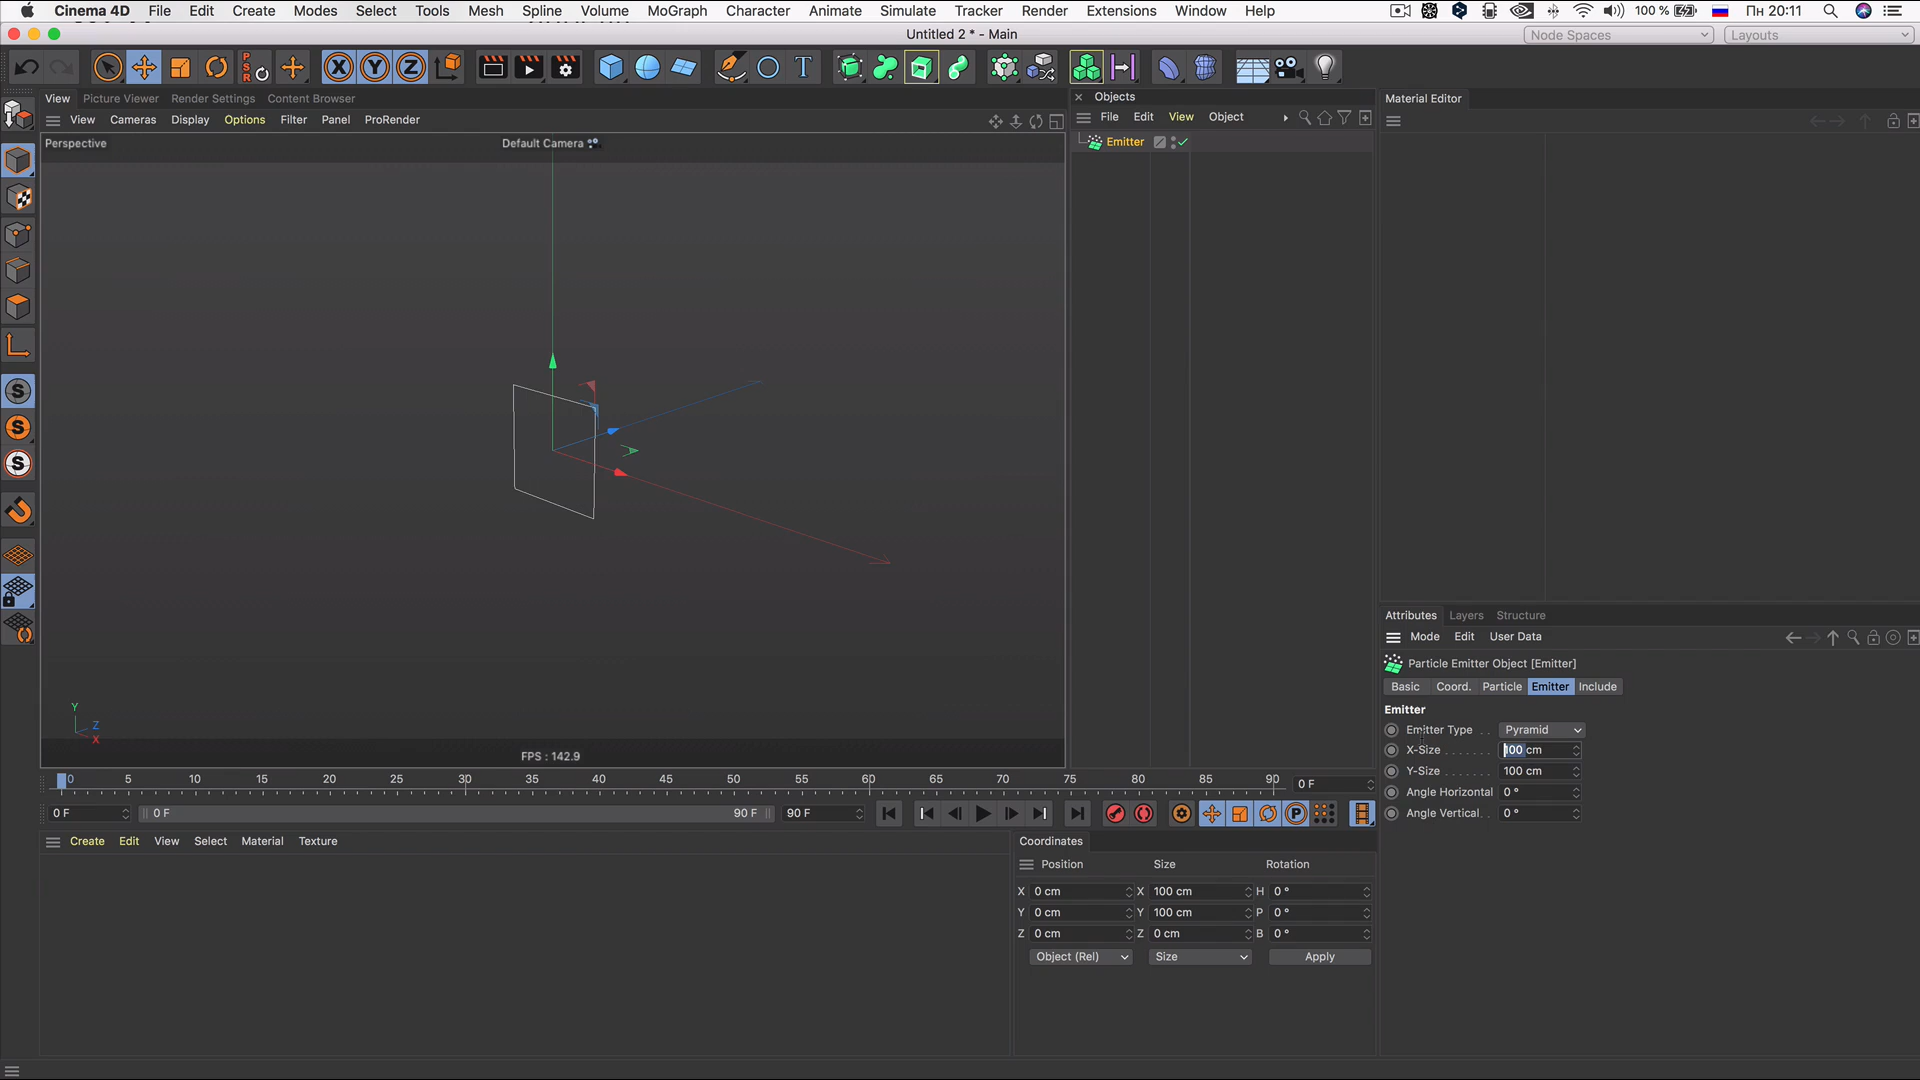 Cinema 4D File Edit Create Modes Select Tools Mesh Spline Volume MoGraph Character Animate Simulate Tracker Render Extensions Window Help 100 % Пн 20:11
Untitled 2 * - Main
Node Spaces Layouts
PSR X Y Z T
View Picture Viewer Render Settings Content Browser
View Cameras Display Options Filter Panel ProRender
Perspective
Default Camera
Y
Z
X
FPS : 142.9
S
S
S
Objects
File Edit View Object
Emitter
Material Editor
Attributes Layers Structure
Mode Edit User Data
Particle Emitter Object [Emitter]
Basic Coord. Particle Emitter Include
Emitter
Emitter Type . . Pyramid
X-Size . . . . . . . 100 cm
Y-Size . . . . . . . 100 cm
Angle Horizontal 0 °
Angle Vertical. . 0 °
0 5 10 15 20 25 30 35 40 45 50 55 60 65 70 75 80 85 90 0 F
0 F 0 F 90 F 90 F P
Create Edit View Select Material Texture
Coordinates
Position Size Rotation
X 0 cm X 100 cm H 0 °
Y 0 cm Y 100 cm P 0 °
Z 0 cm Z 0 cm B 0 °
Object (Rel) Size Apply